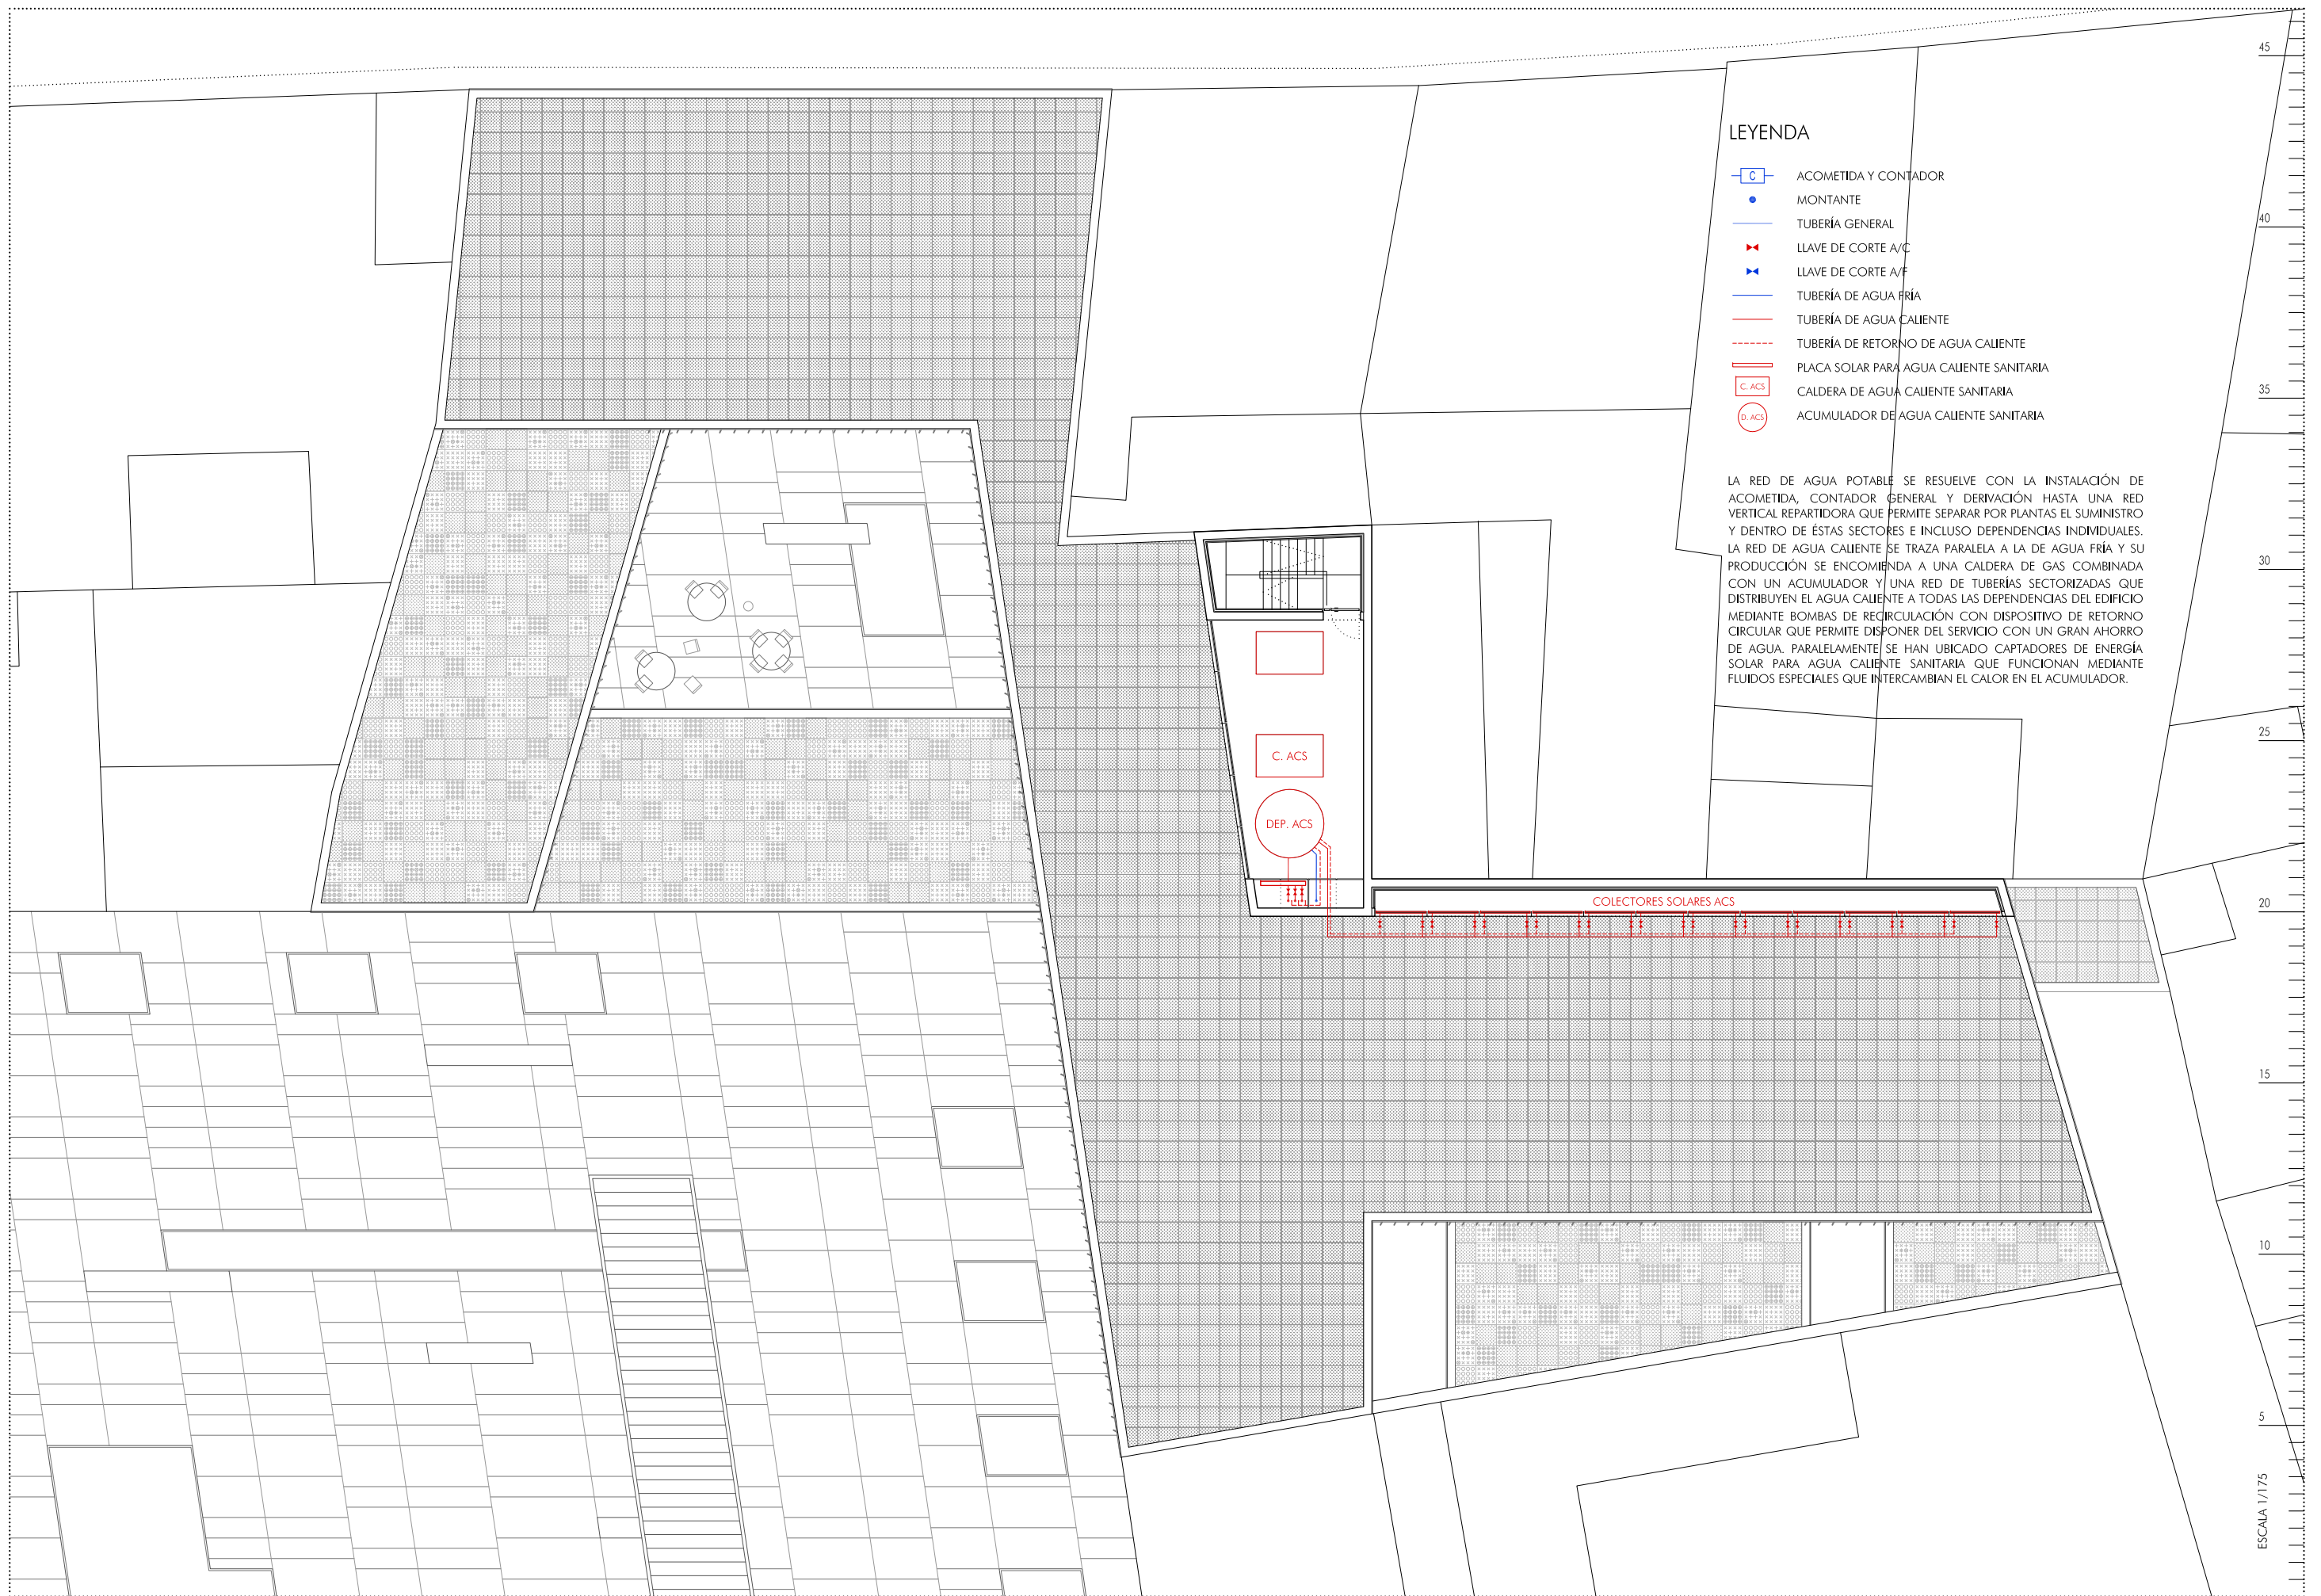 LEYENDA
C
ACOMETIDA Y CONTADOR
MONTANTE
TUBERÍA GENERAL
LLAVE DE CORTE A/C
LLAVE DE CORTE A/F
TUBERÍA DE AGUA FRÍA
TUBERÍA DE AGUA CALIENTE
TUBERÍA DE RETORNO DE AGUA CALIENTE
PLACA SOLAR PARA AGUA CALIENTE SANITARIA
C. ACS
CALDERA DE AGUA CALIENTE SANITARIA
D. ACS
ACUMULADOR DE AGUA CALIENTE SANITARIA
LA RED DE AGUA POTABLE SE RESUELVE CON LA INSTALACIÓN DE
ACOMETIDA, CONTADOR GENERAL Y DERIVACIÓN HASTA UNA RED
VERTICAL REPARTIDORA QUE PERMITE SEPARAR POR PLANTAS EL SUMINISTRO
Y DENTRO DE ÉSTAS SECTORES E INCLUSO DEPENDENCIAS INDIVIDUALES.
LA RED DE AGUA CALIENTE SE TRAZA PARALELA A LA DE AGUA FRÍA Y SU
PRODUCCIÓN SE ENCOMIENDA A UNA CALDERA DE GAS COMBINADA
CON UN ACUMULADOR Y UNA RED DE TUBERÍAS SECTORIZADAS QUE
DISTRIBUYEN EL AGUA CALIENTE A TODAS LAS DEPENDENCIAS DEL EDIFICIO
MEDIANTE BOMBAS DE RECIRCULACIÓN CON DISPOSITIVO DE RETORNO
CIRCULAR QUE PERMITE DISPONER DEL SERVICIO CON UN GRAN AHORRO
DE AGUA. PARALELAMENTE SE HAN UBICADO CAPTADORES DE ENERGÍA
SOLAR PARA AGUA CALIENTE SANITARIA QUE FUNCIONAN MEDIANTE
FLUIDOS ESPECIALES QUE INTERCAMBIAN EL CALOR EN EL ACUMULADOR.
C. ACS
DEP. ACS
COLECTORES SOLARES ACS
45
40
35
30
25
20
15
10
5
ESCALA 1/175